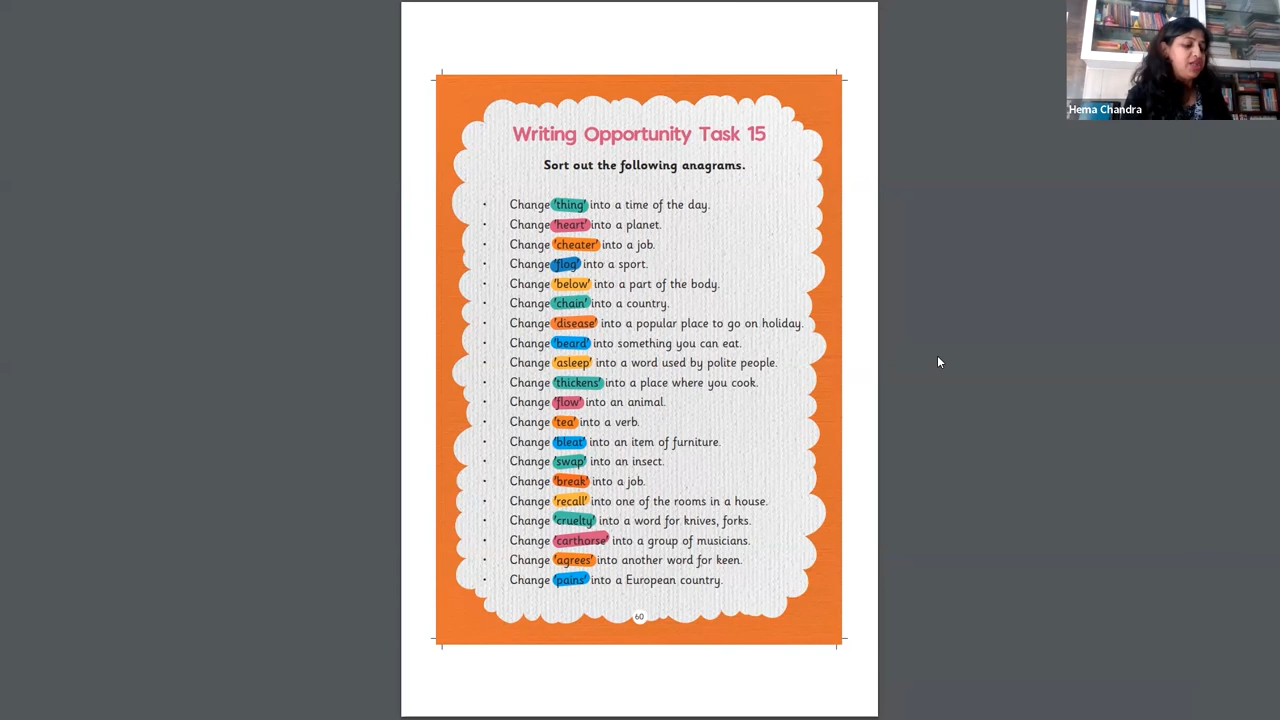 Hema Chandra
Writing Opportunity Task 15
Sort out the following anagrams.
• Change 'thing' into a time of the day.
• Change 'heart' into a planet.
• Change 'cheater' into a job.
• Change 'flog' into a sport.
• Change 'below' into a part of the body.
• Change 'chain' into a country.
• Change 'disease' into a popular place to go on holiday.
• Change 'beard' into something you can eat.
• Change 'asleep' into a word used by polite people.
• Change 'thickens' into a place where you cook.
• Change 'flow' into an animal.
• Change 'tea' into a verb.
• Change 'bleat' into an item of furniture.
• Change 'swap' into an insect.
• Change 'break' into a job.
• Change 'recall' into one of the rooms in a house.
• Change 'cruelty' into a word for knives, forks.
• Change 'carthorse' into a group of musicians.
• Change 'agrees' into another word for keen.
• Change 'pains' into a European country.
60